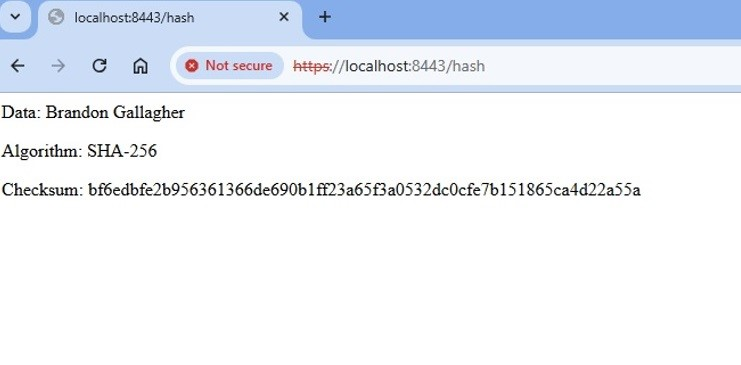 localhost:8443/hash
Not secure https://localhost:8443/hash
Data: Brandon Gallagher
Algorithm: SHA-256
Checksum: bf6edbfe2b956361366de690b1ff23a65f3a0532dc0cfe7b151865ca4d22a55a